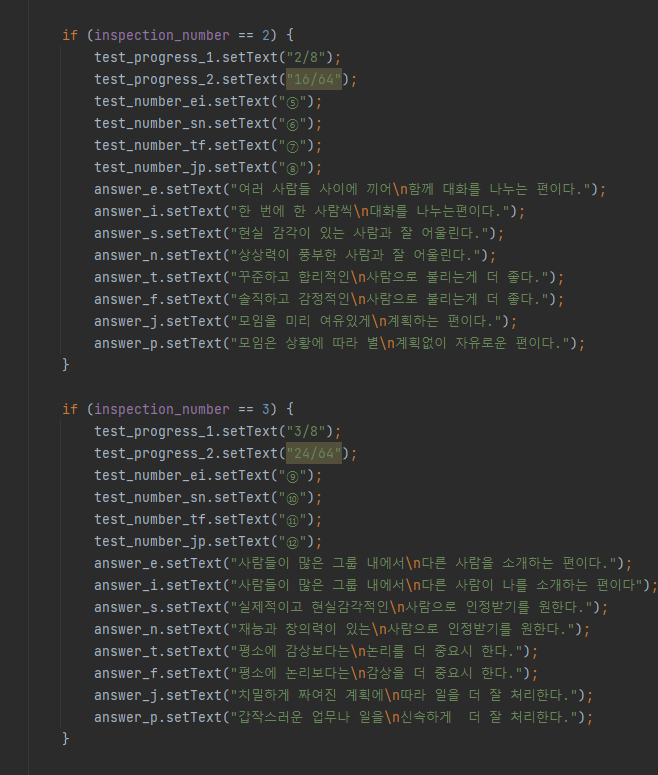 if (inspection_number == 2) {
test_progress_1.setText("2/8");
test_progress_2.setText("16/64");
test_number_ei.setText("⑤");
test_number_sn.setText("⑥");
test_number_tf.setText("⑦");
test_number_jp.setText("⑧");
answer_e.setText("여러 사람들 사이에 끼어\n함께 대화를 나누는 편이다.");
answer_i.setText("한 번에 한 사람씩\n대화를 나누는편이다.");
answer_s.setText("현실 감각이 있는 사람과 잘 어울린다.");
answer_n.setText("상상력이 풍부한 사람과 잘 어울린다.");
answer_t.setText("꾸준하고 합리적인\n사람으로 불리는게 더 좋다.");
answer_f.setText("솔직하고 감정적인\n사람으로 불리는게 더 좋다.");
answer_j.setText("모임을 미리 여유있게\n계획하는 편이다.");
answer_p.setText("모임은 상황에 따라 별\n계획없이 자유로운 편이다.");
}
if (inspection_number == 3) {
test_progress_1.setText("3/8");
test_progress_2.setText("24/64");
test_number_ei.setText("⑨");
test_number_sn.setText("⑩");
test_number_tf.setText("⑪");
test_number_jp.setText("⑫");
answer_e.setText("사람들이 많은 그룹 내에서\n다른 사람을 소개하는 편이다.");
answer_i.setText("사람들이 많은 그룹 내에서\n다른 사람이 나를 소개하는 편이다");
answer_s.setText("실제적이고 현실감각적인\n사람으로 인정받기를 원한다.");
answer_n.setText("재능과 창의력이 있는\n사람으로 인정받기를 원한다.");
answer_t.setText("평소에 감상보다는\n논리를 더 중요시 한다.");
answer_f.setText("평소에 논리보다는\n감상을 더 중요시 한다.");
answer_j.setText("치밀하게 짜여진 계획에\n따라 일을 더 잘 처리한다.");
answer_p.setText("갑작스러운 업무나 일을\n신속하게  더 잘 처리한다.");
}